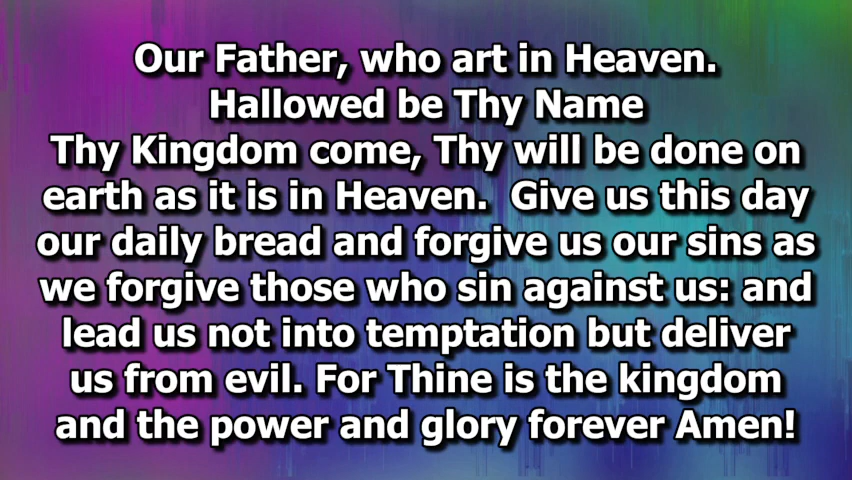 Our Father, who art in Heaven.
Hallowed be Thy Name
Thy Kingdom come, Thy will be done on
earth as it is in Heaven.  Give us this day
our daily bread and forgive us our sins as
we forgive those who sin against us: and
lead us not into temptation but deliver
us from evil. For Thine is the kingdom
and the power and glory forever Amen!